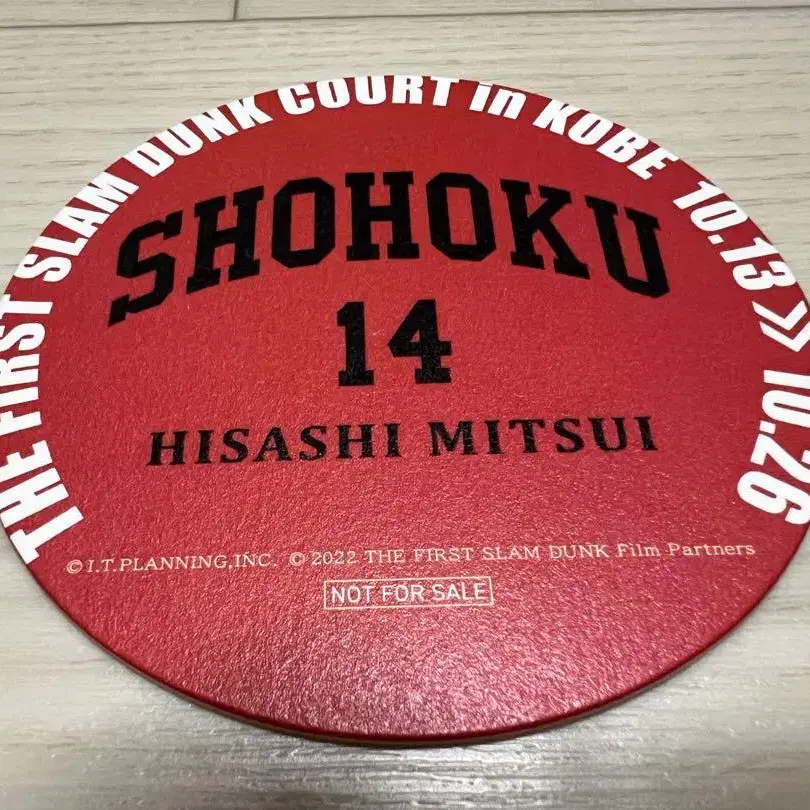 THE FIRST SLAM DUNK COURT in KOBE 10.13 >> 10.26
SHOHOKU
14
HISASHI MITSUI
© I.T.PLANNING,INC. © 2022 THE FIRST SLAM DUNK Film Partners
NOT FOR SALE